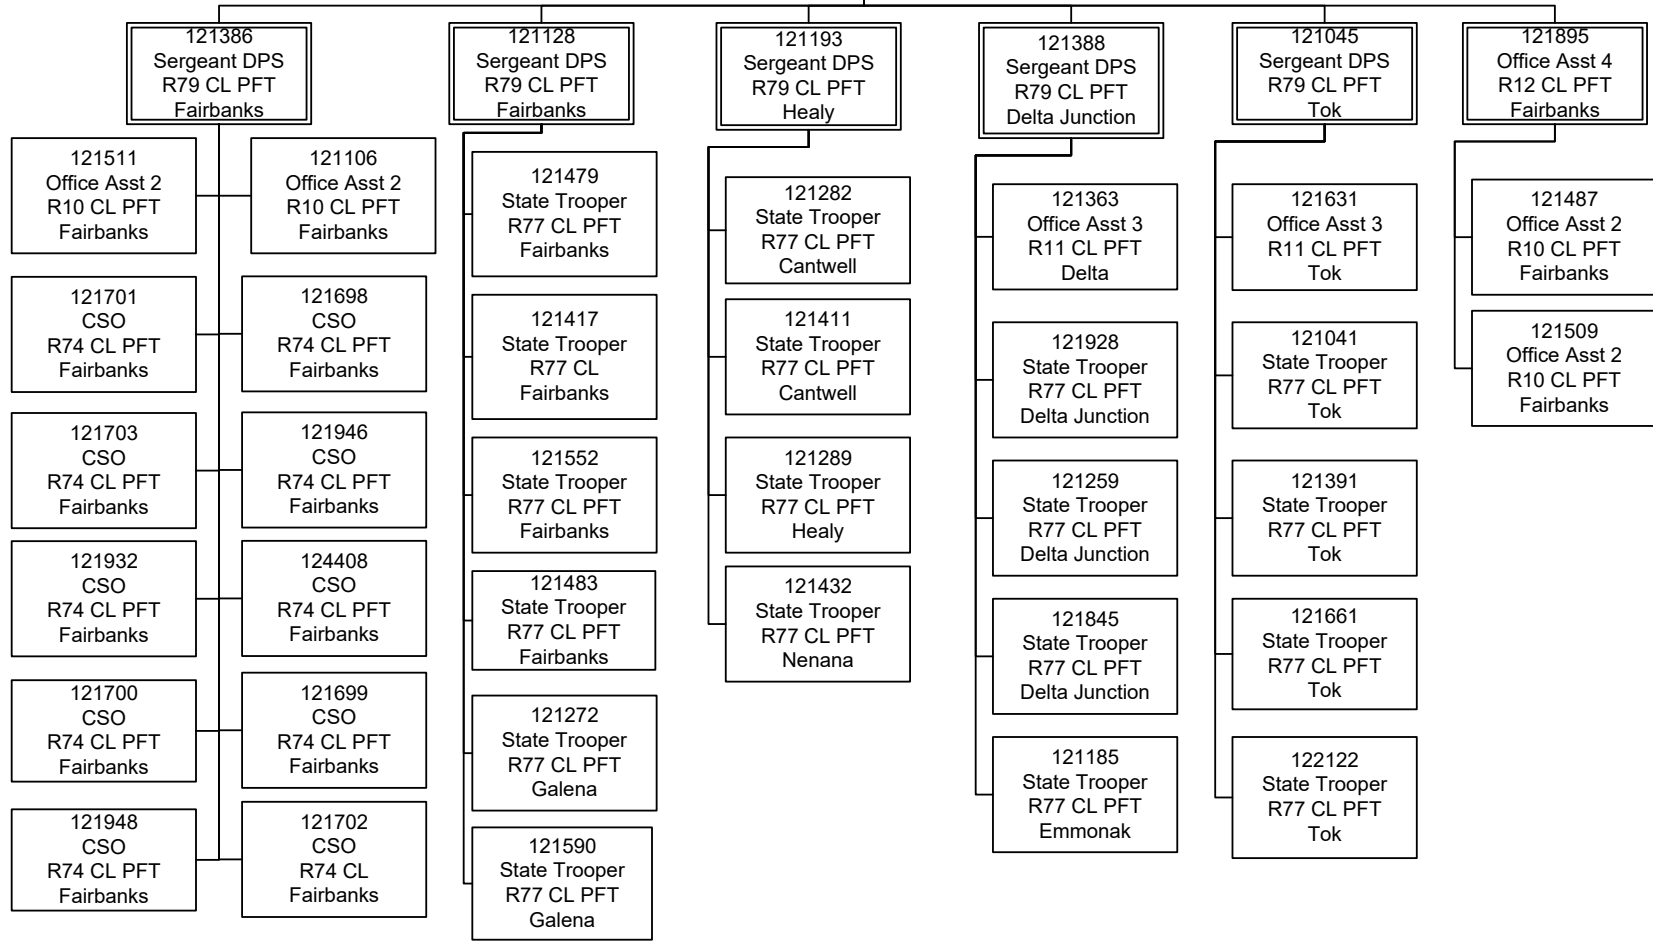 121386
Sergeant DPS
R79 CL PFT
Fairbanks
121511
Office Asst 2
R10 CL PFT
Fairbanks
121106
Office Asst 2
R10 CL PFT
Fairbanks
121701
CSO
R74 CL PFT
Fairbanks
121698
CSO
R74 CL PFT
Fairbanks
121703
CSO
R74 CL PFT
Fairbanks
121946
CSO
R74 CL PFT
Fairbanks
121932
CSO
R74 CL PFT
Fairbanks
124408
CSO
R74 CL PFT
Fairbanks
121700
CSO
R74 CL PFT
Fairbanks
121699
CSO
R74 CL PFT
Fairbanks
121948
CSO
R74 CL PFT
Fairbanks
121702
CSO
R74 CL
Fairbanks
121128
Sergeant DPS
R79 CL PFT
Fairbanks
121479
State Trooper
R77 CL PFT
Fairbanks
121417
State Trooper
R77 CL
Fairbanks
121552
State Trooper
R77 CL PFT
Fairbanks
121483
State Trooper
R77 CL PFT
Fairbanks
121272
State Trooper
R77 CL PFT
Galena
121590
State Trooper
R77 CL PFT
Galena
121193
Sergeant DPS
R79 CL PFT
Healy
121282
State Trooper
R77 CL PFT
Cantwell
121411
State Trooper
R77 CL PFT
Cantwell
121289
State Trooper
R77 CL PFT
Healy
121432
State Trooper
R77 CL PFT
Nenana
121388
Sergeant DPS
R79 CL PFT
Delta Junction
121363
Office Asst 3
R11 CL PFT
Delta
121928
State Trooper
R77 CL PFT
Delta Junction
121259
State Trooper
R77 CL PFT
Delta Junction
121845
State Trooper
R77 CL PFT
Delta Junction
121185
State Trooper
R77 CL PFT
Emmonak
121045
Sergeant DPS
R79 CL PFT
Tok
121631
Office Asst 3
R11 CL PFT
Tok
121041
State Trooper
R77 CL PFT
Tok
121391
State Trooper
R77 CL PFT
Tok
121661
State Trooper
R77 CL PFT
Tok
122122
State Trooper
R77 CL PFT
Tok
121895
Office Asst 4
R12 CL PFT
Fairbanks
121487
Office Asst 2
R10 CL PFT
Fairbanks
121509
Office Asst 2
R10 CL PFT
Fairbanks